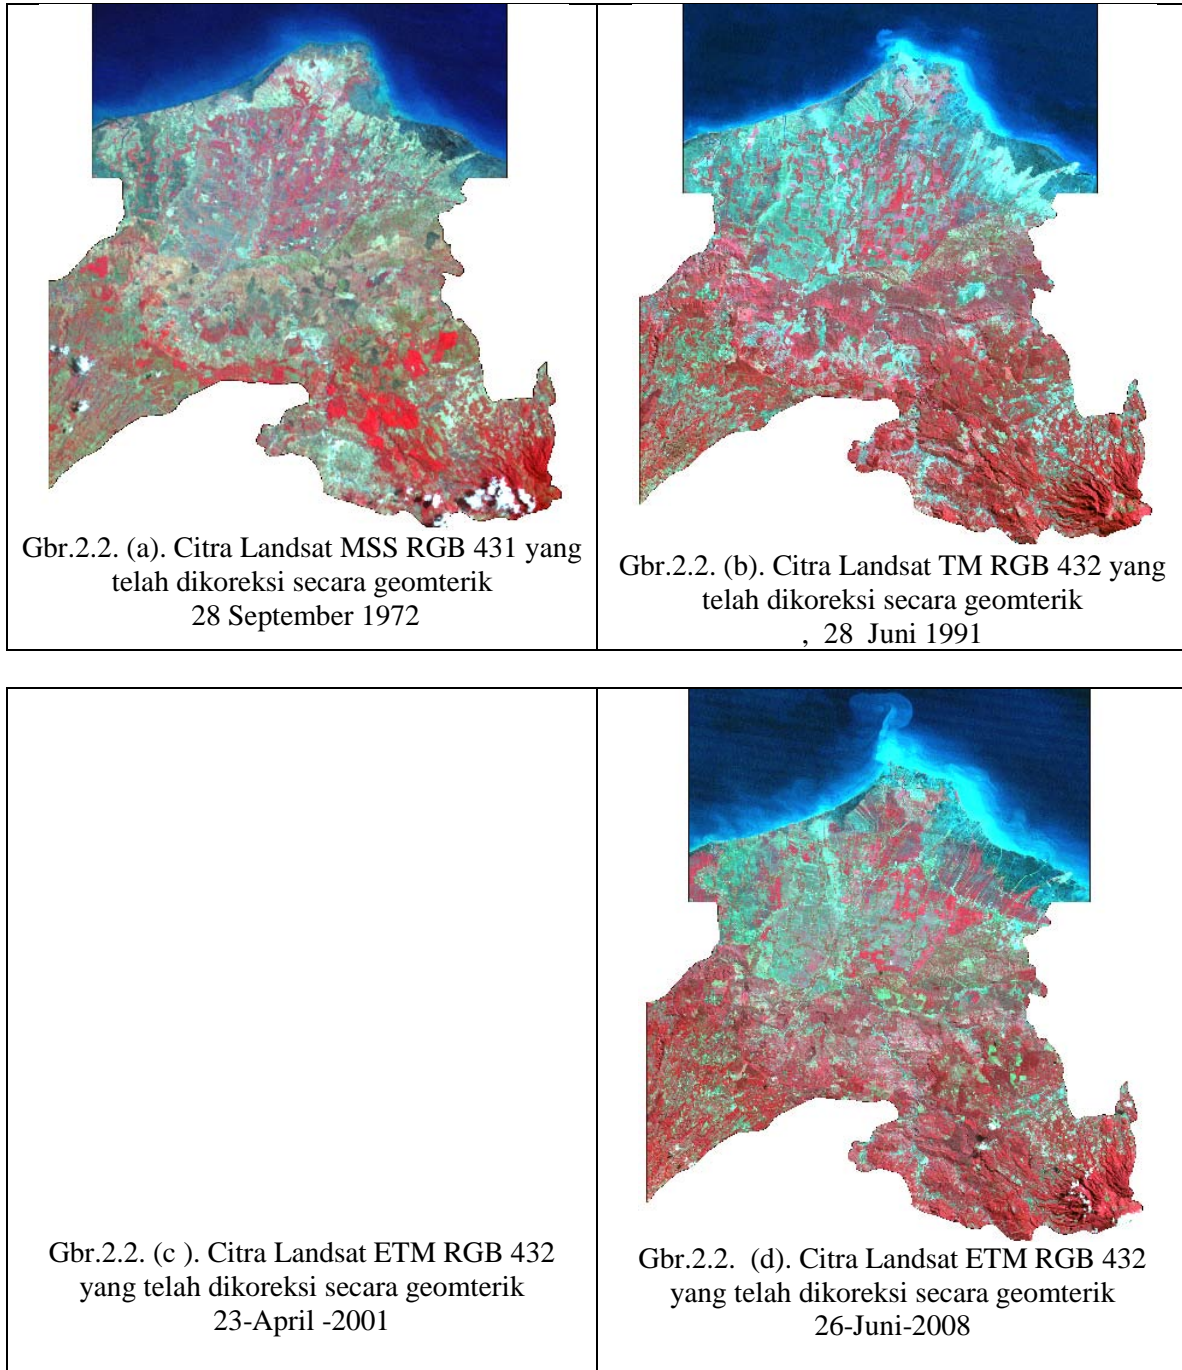 Gbr.2.2. (a). Citra Landsat MSS RGB 431 yang
telah dikoreksi secara geomterik
28 September 1972
Gbr.2.2. (b). Citra Landsat TM RGB 432 yang
telah dikoreksi secara geomterik
, 28 Juni 1991
Gbr.2.2. (c ). Citra Landsat ETM RGB 432
yang telah dikoreksi secara geomterik
23-April -2001
Gbr.2.2. (d). Citra Landsat ETM RGB 432
yang telah dikoreksi secara geomterik
26-Juni-2008